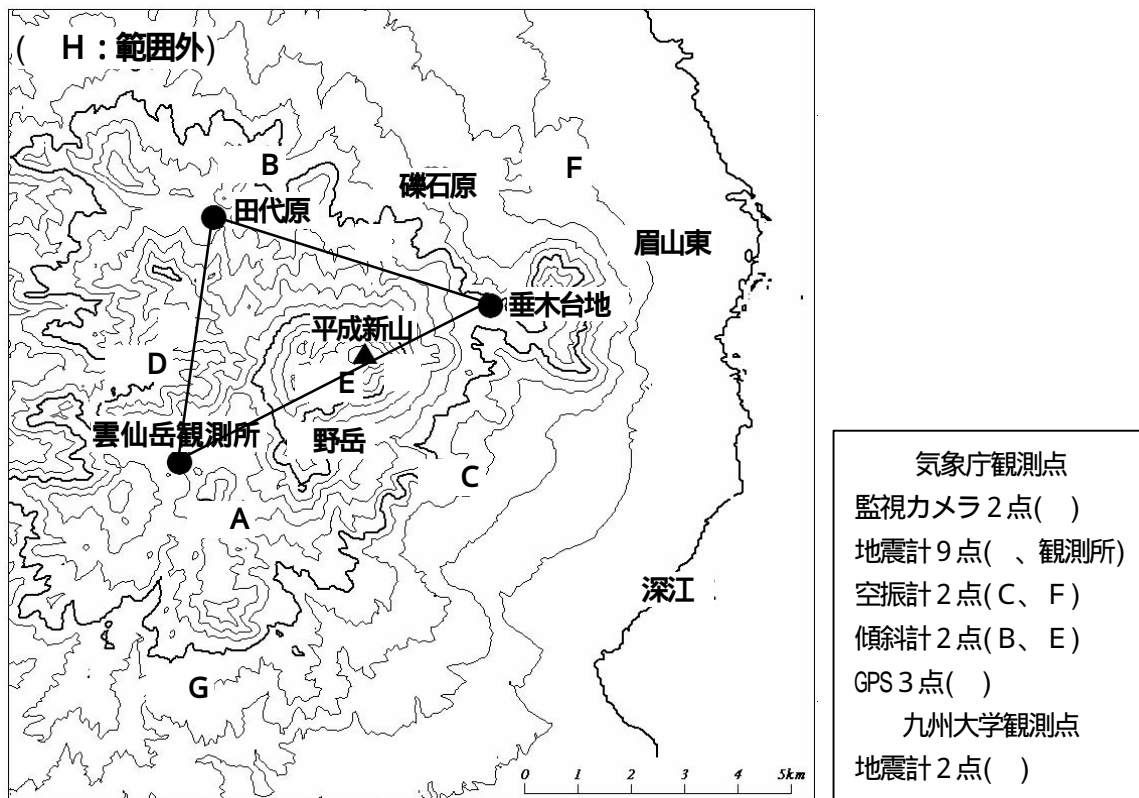 ( H：範囲外)
B
F
礫石原
田代原
眉山東
垂木台地
平成新山
D
E
雲仙岳観測所
野岳
C
A
深江
G
0 1 2 3 4 5km
気象庁観測点
監視カメラ２点( )
地震計９点( 、観測所)
空振計２点(Ｃ、Ｆ)
傾斜計２点(Ｂ、Ｅ)
GPS３点( )
九州大学観測点
地震計２点( )